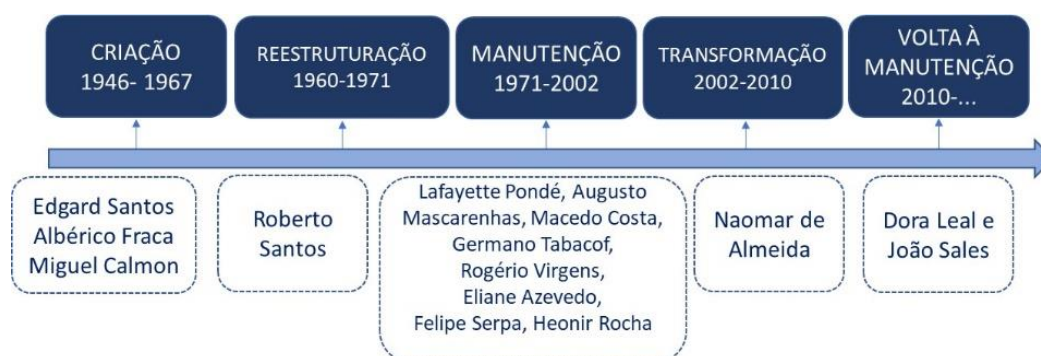 CRIAÇÃO
1946- 1967
REESTRUTURAÇÃO
1960-1971
MANUTENÇÃO
1971-2002
TRANSFORMAÇÃO
2002-2010
VOLTA À
MANUTENÇÃO
2010-...
Edgard Santos
Albérico Fraca
Miguel Calmon
Roberto
Santos
Lafayette Pondé, Augusto
Mascarenhas, Macedo Costa,
Germano Tabacof,
Rogério Virgens,
Eliane Azevedo,
Felipe Serpa, Heonir Rocha
Naomar de
Almeida
Dora Leal e
João Sales